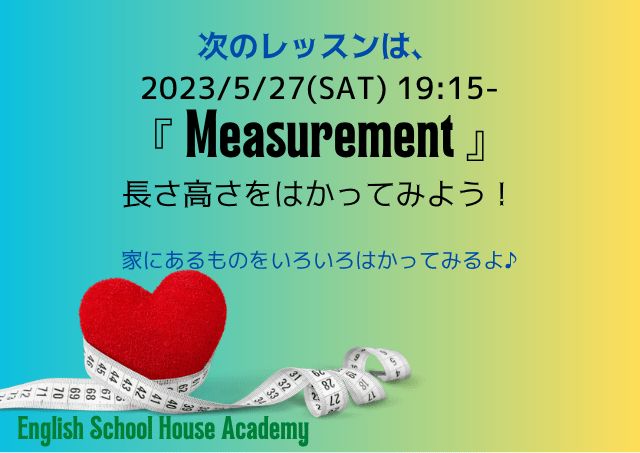 次のレッスンは、
2023/5/27(SAT) 19:15-
『 Measurement 』
長さ高さをはかってみよう！
家にあるものをいろいろはかってみるよ♪
English School House Academy